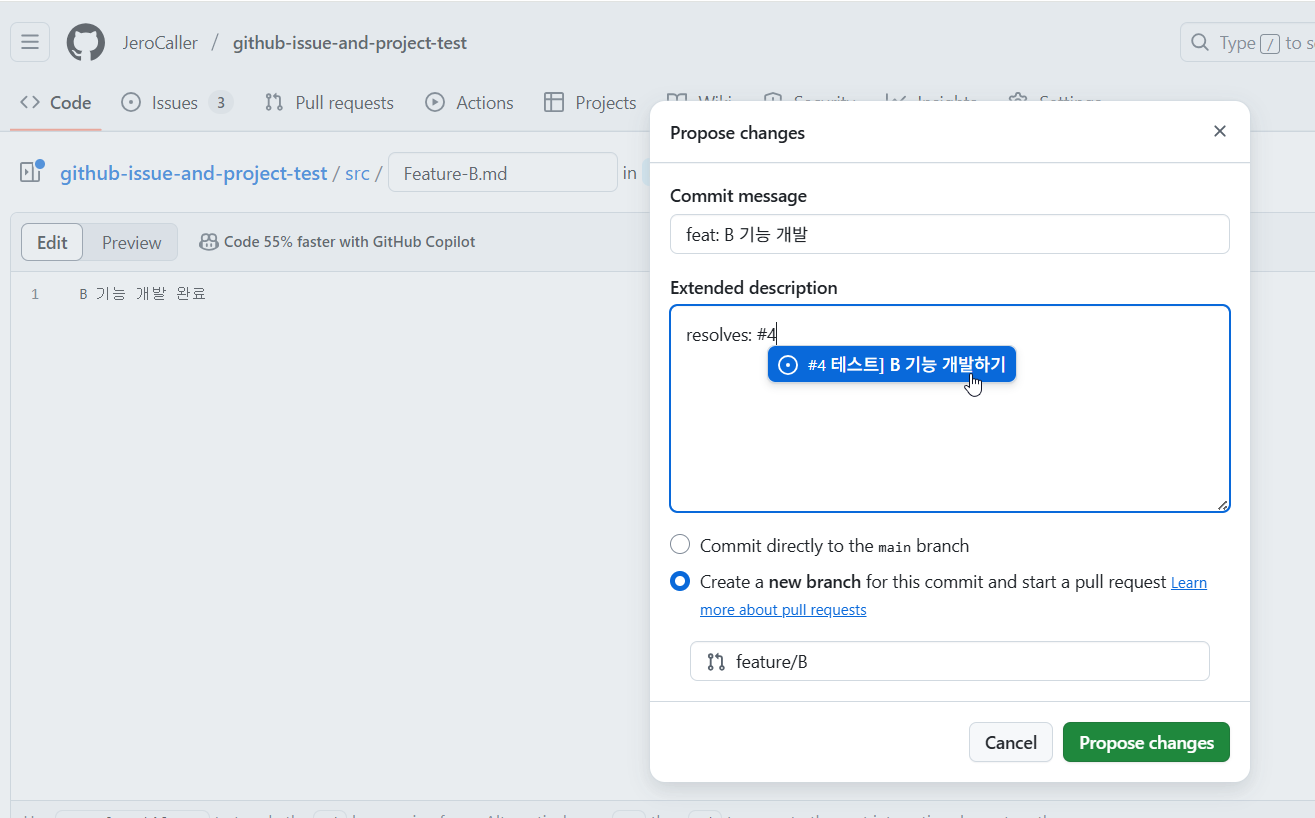 JeroCaller / github-issue-and-project-test
Type / to s
Code Issues 3 Pull requests Actions Projects
Propose changes
github-issue-and-project-test / src / Feature-B.md in
Commit message
feat: B 기능 개발
Edit Preview Code 55% faster with GitHub Copilot
Extended description
1 B 기능 개발 완료
resolves: #4
#4 테스트] B 기능 개발하기
Commit directly to the main branch
Create a new branch for this commit and start a pull request Learn
more about pull requests
feature/B
Cancel Propose changes